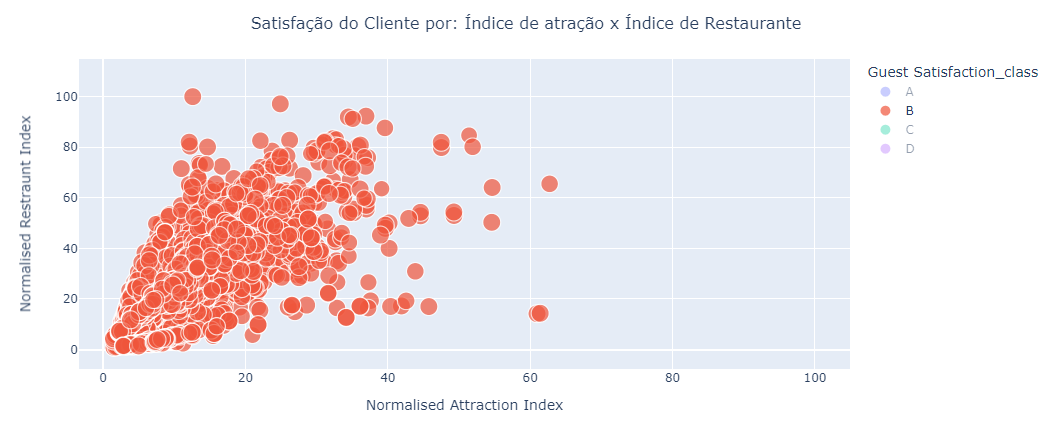 Satisfação do Cliente por: Índice de atração x Índice de Restaurante
Guest Satisfaction_class
A
B
C
D
Normalised Restraunt Index
100
80
60
40
20
0
0
20
40
60
80
100
Normalised Attraction Index